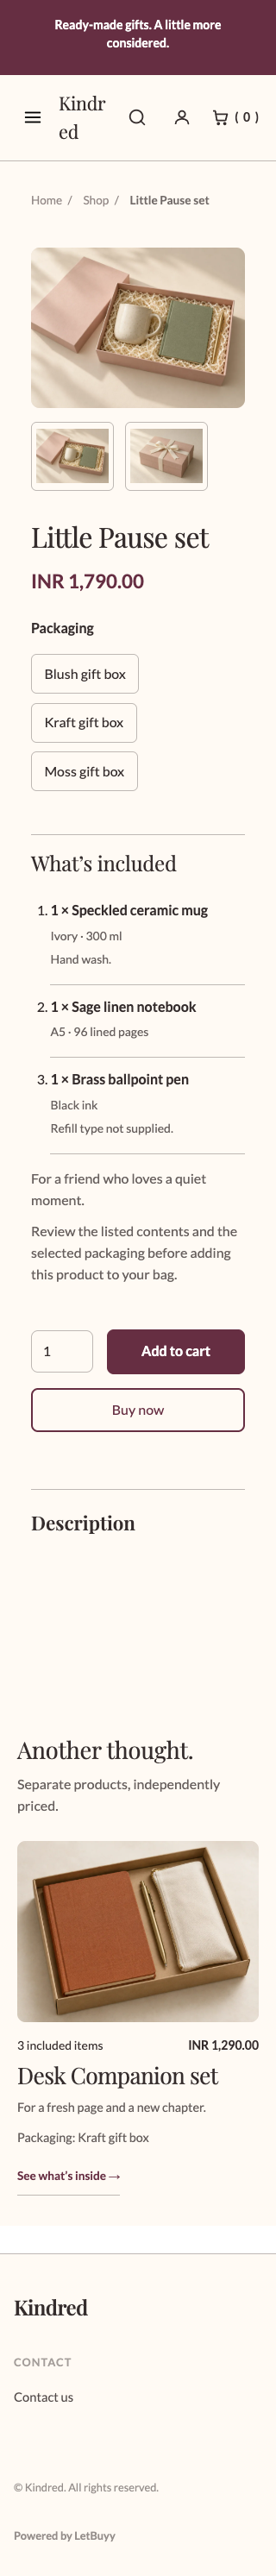 Ready-made gifts. A little more
considered.
Kindr
ed
( 0 )
Home / Shop / Little Pause set
Little Pause set
INR 1,790.00
Packaging
Blush gift box
Kraft gift box
Moss gift box
What's included
1. 1 × Speckled ceramic mug
Ivory · 300 ml
Hand wash.
2. 1 × Sage linen notebook
A5 · 96 lined pages
3. 1 × Brass ballpoint pen
Black ink
Refill type not supplied.
For a friend who loves a quiet
moment.
Review the listed contents and the
selected packaging before adding
this product to your bag.
1
Add to cart
Buy now
Description
Another thought.
Separate products, independently
priced.
3 included items INR 1,290.00
Desk Companion set
For a fresh page and a new chapter.
Packaging: Kraft gift box
See what's inside →
Kindred
CONTACT
Contact us
© Kindred. All rights reserved.
Powered by LetBuyy